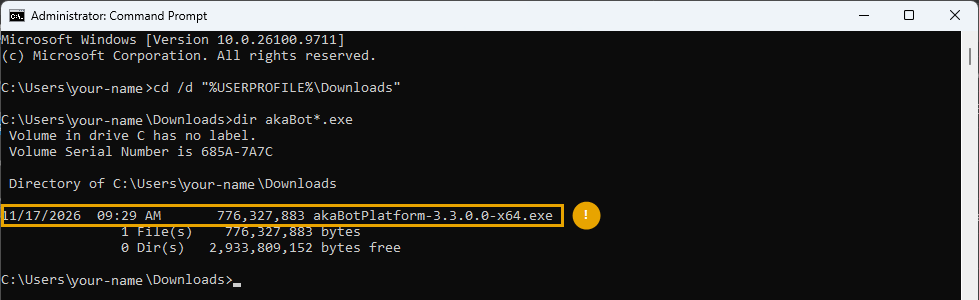 Administrator: Command Prompt
Microsoft Windows [Version 10.0.26100.9711]
(c) Microsoft Corporation. All rights reserved.
C:\Users\your-name\>cd /d "%USERPROFILE%\Downloads"
C:\Users\your-name\Downloads>dir akaBot*.exe
Volume in drive C has no label.
Volume Serial Number is 685A-7A7C
Directory of C:\Users\your-name\Downloads
11/17/2026  09:29 AM       776,327,883 akaBotPlatform-3.3.0.0-x64.exe
!
1 File(s)    776,327,883 bytes
0 Dir(s)   2,933,809,152 bytes free
C:\Users\your-name\Downloads>